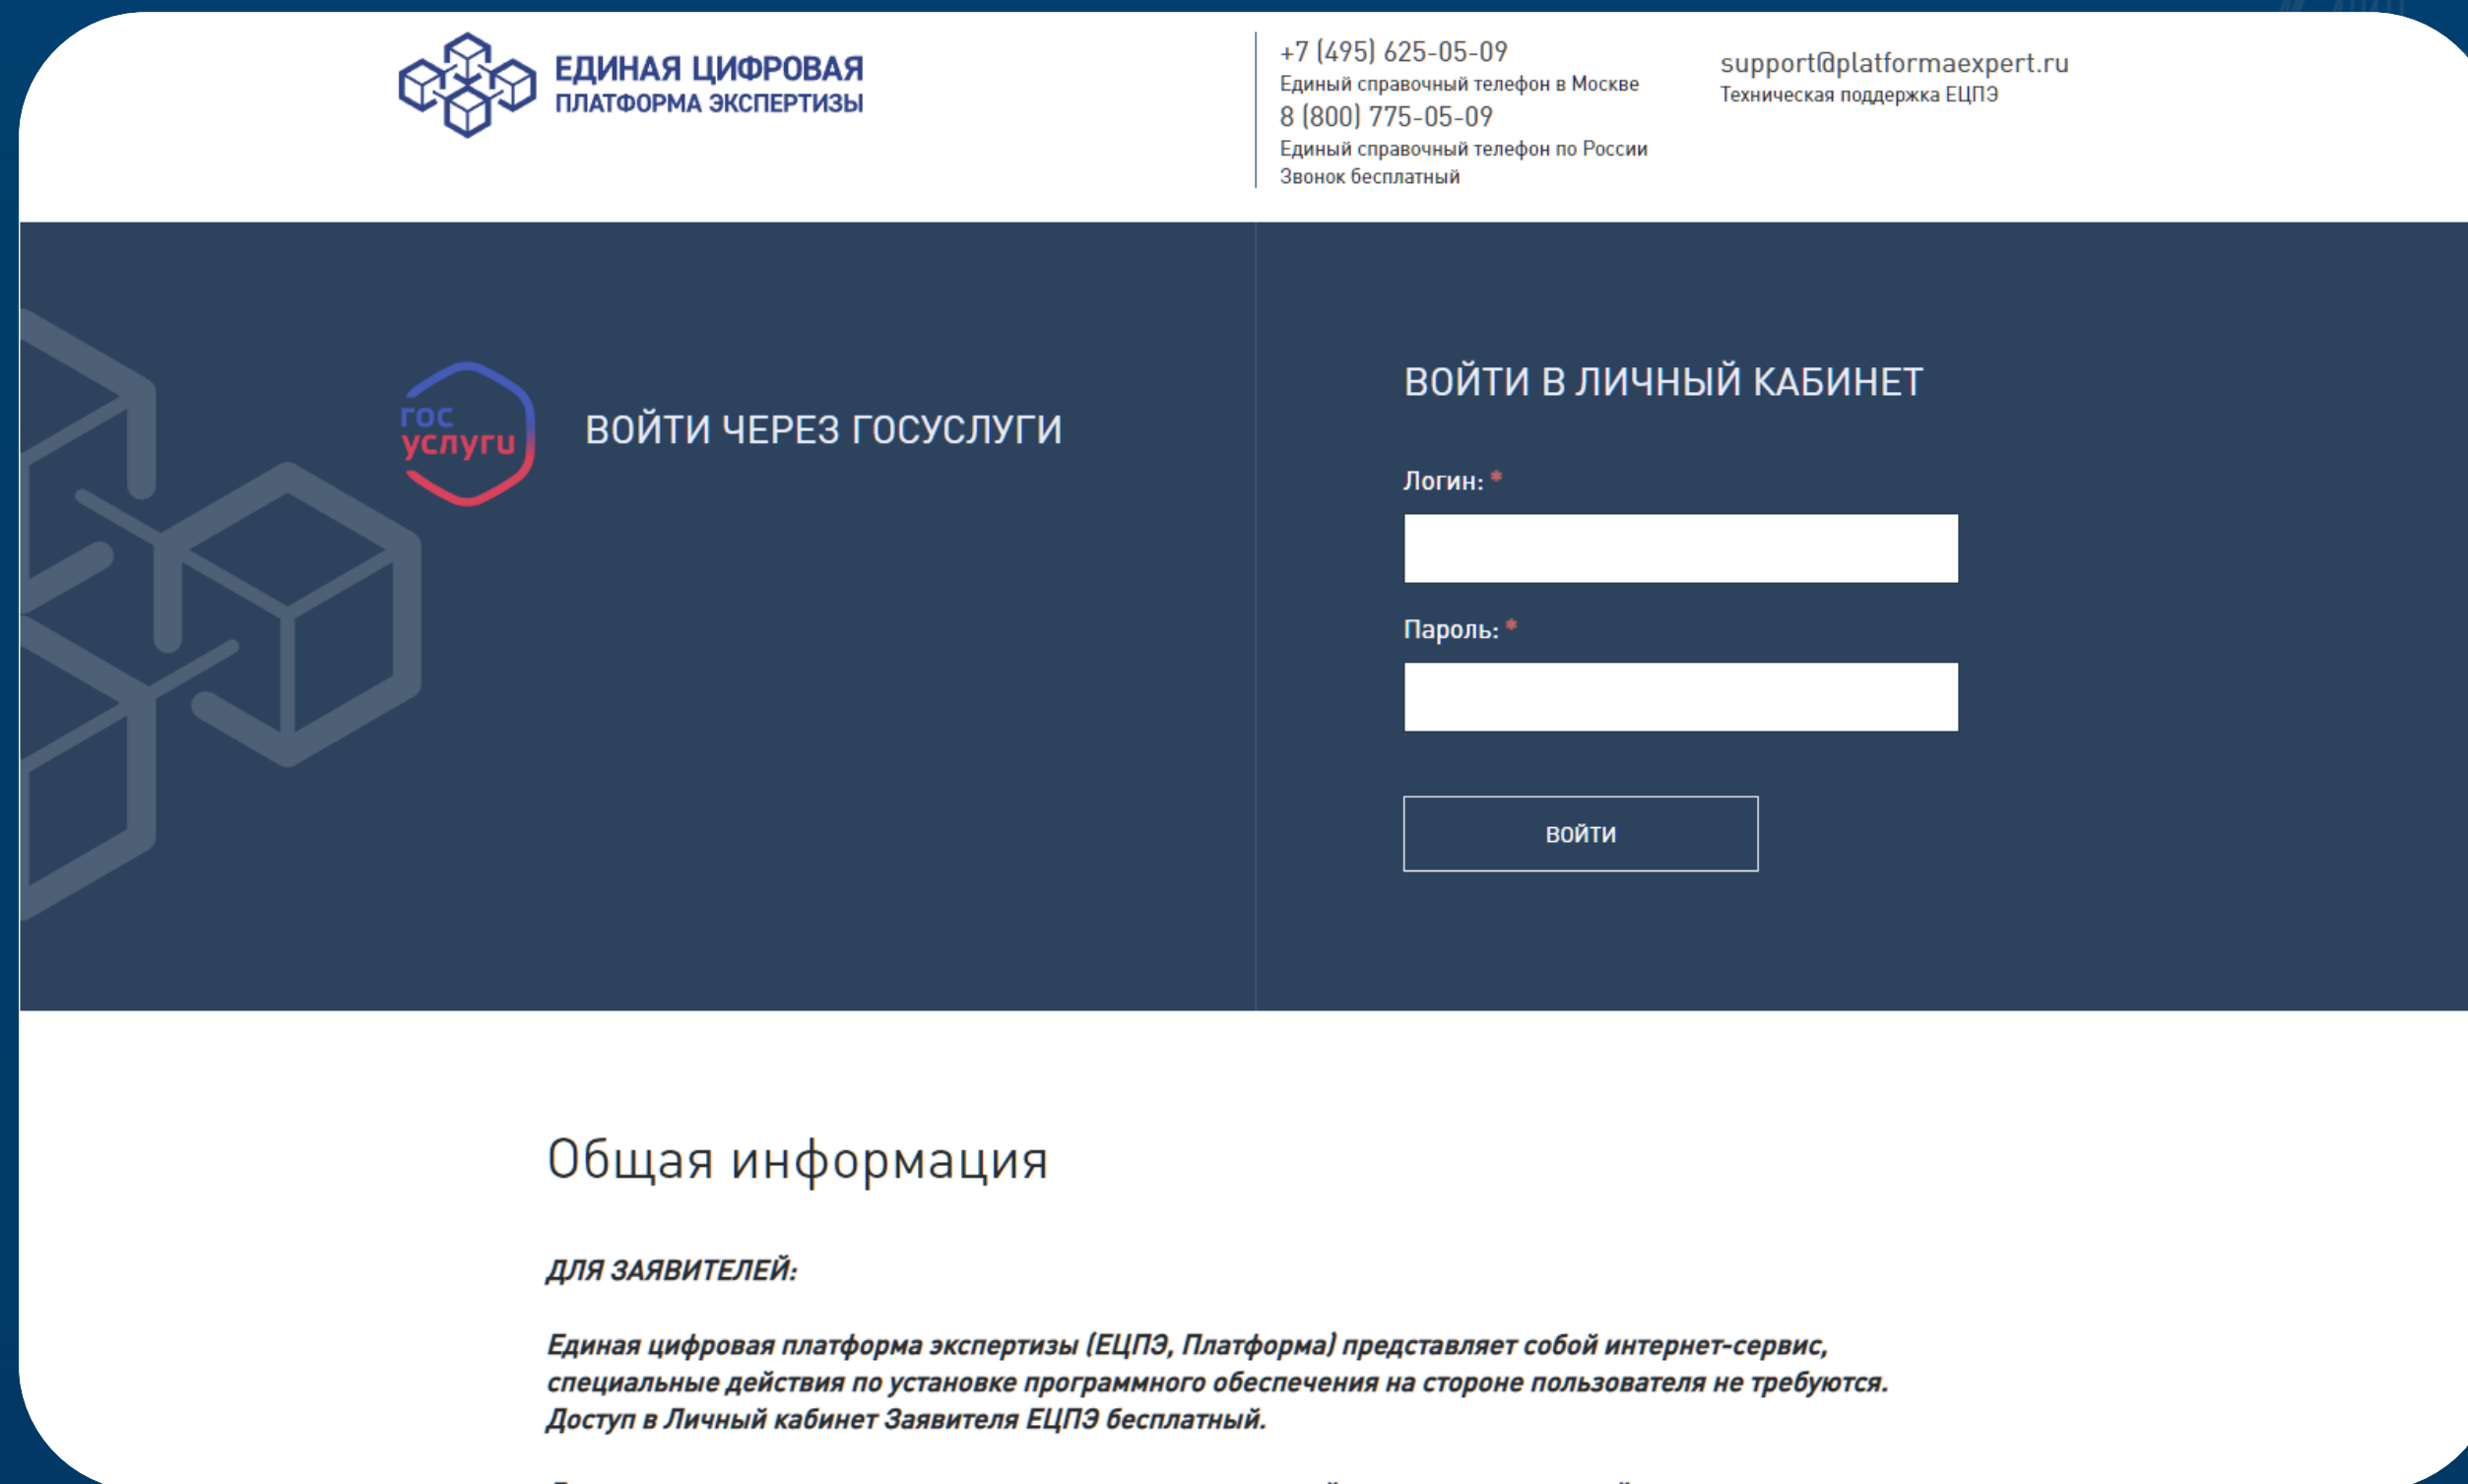 ЕДИНАЯ ЦИФРОВАЯ
ПЛАТФОРМА ЭКСПЕРТИЗЫ
+7 (495) 625-05-09
Единый справочный телефон в Москве
8 (800) 775-05-09
Единый справочный телефон по России
Звонок бесплатный
support@platformaexpert.ru
Техническая поддержка ЕЦПЭ
гос
услуги
ВОЙТИ ЧЕРЕЗ ГОСУСЛУГИ
ВОЙТИ В ЛИЧНЫЙ КАБИНЕТ
Логин: *
Пароль: *
ВОЙТИ
Общая информация
ДЛЯ ЗАЯВИТЕЛЕЙ:
Единая цифровая платформа экспертизы (ЕЦПЭ, Платформа) представляет собой интернет-сервис,
специальные действия по установке программного обеспечения на стороне пользователя не требуются.
Доступ в Личный кабинет Заявителя ЕЦПЭ бесплатный.